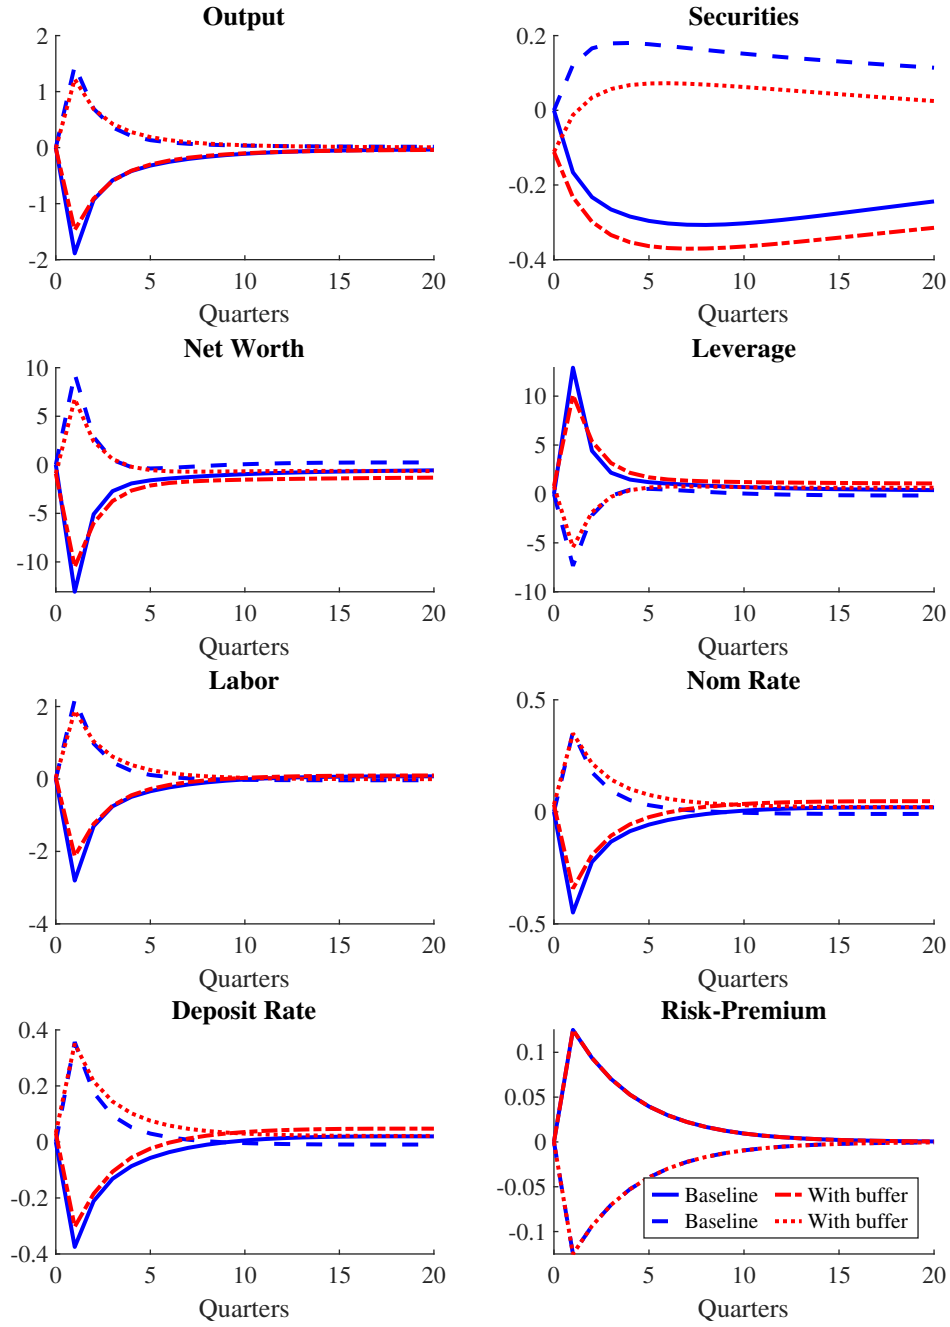 Output
Securities
2
1
0
-1
-2
0 5 10 15 20
Quarters
0.2
0
-0.2
-0.4
0 5 10 15 20
Quarters
Net Worth
Leverage
10
5
0
-5
-10
0 5 10 15 20
Quarters
10
5
0
-5
-10
0 5 10 15 20
Quarters
Labor
Nom Rate
2
0
-2
-4
0 5 10 15 20
Quarters
0.5
0
-0.5
0 5 10 15 20
Quarters
Deposit Rate
Risk-Premium
0.4
0.2
0
-0.2
-0.4
0 5 10 15 20
Quarters
0.1
0.05
0
-0.05
-0.1
Baseline With buffer
Baseline With buffer
0 5 10 15 20
Quarters